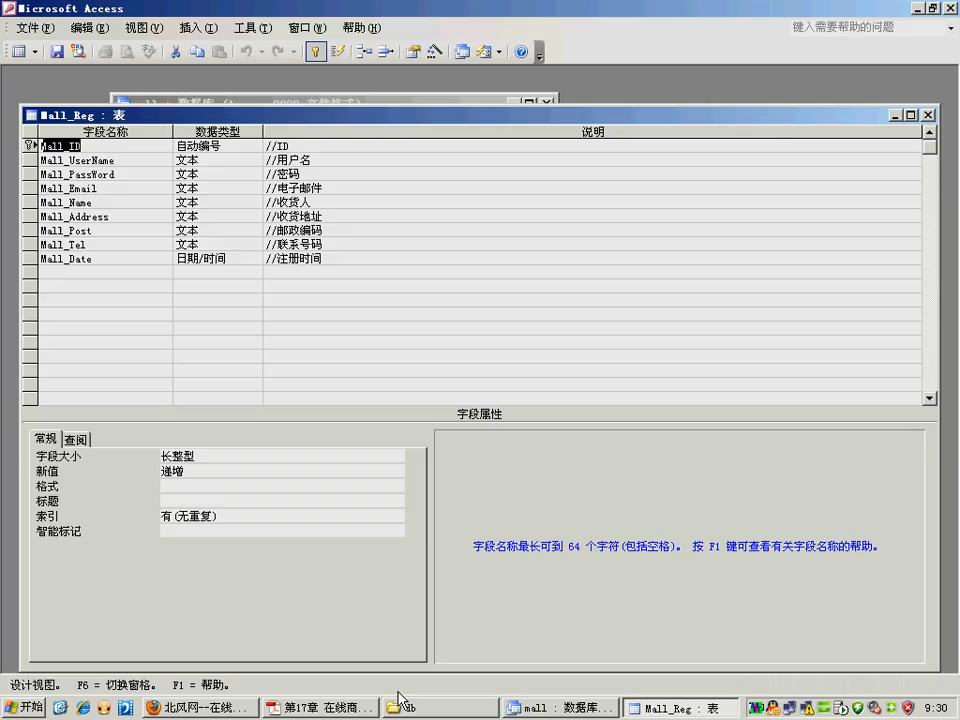 Microsoft Access
文件(F) 编辑(E) 视图(V) 插入(I) 工具(T) 窗口(W) 帮助(H) 键入需要帮助的问题
Mall_Reg : 表
字段名称 数据类型 说明
Mall_ID 自动编号 //ID
Mall_UserName 文本 //用户名
Mall_PassWord 文本 //密码
Mall_Email 文本 //电子邮件
Mall_Name 文本 //收货人
Mall_Address 文本 //收货地址
Mall_Post 文本 //邮政编码
Mall_Tel 文本 //联系号码
Mall_Date 日期/时间 //注册时间
字段属性
常规 查阅
字段大小 长整型
新值 递增
格式
标题
索引 有(无重复)
智能标记
字段名称最长可到 64 个字符(包括空格)。 按 F1 键可查看有关字段名称的帮助。
设计视图。 F6 = 切换窗格。 F1 = 帮助。
开始 北风网--在线... 第17章 在线商... mall : 数据库... Mall_Reg : 表 9:30